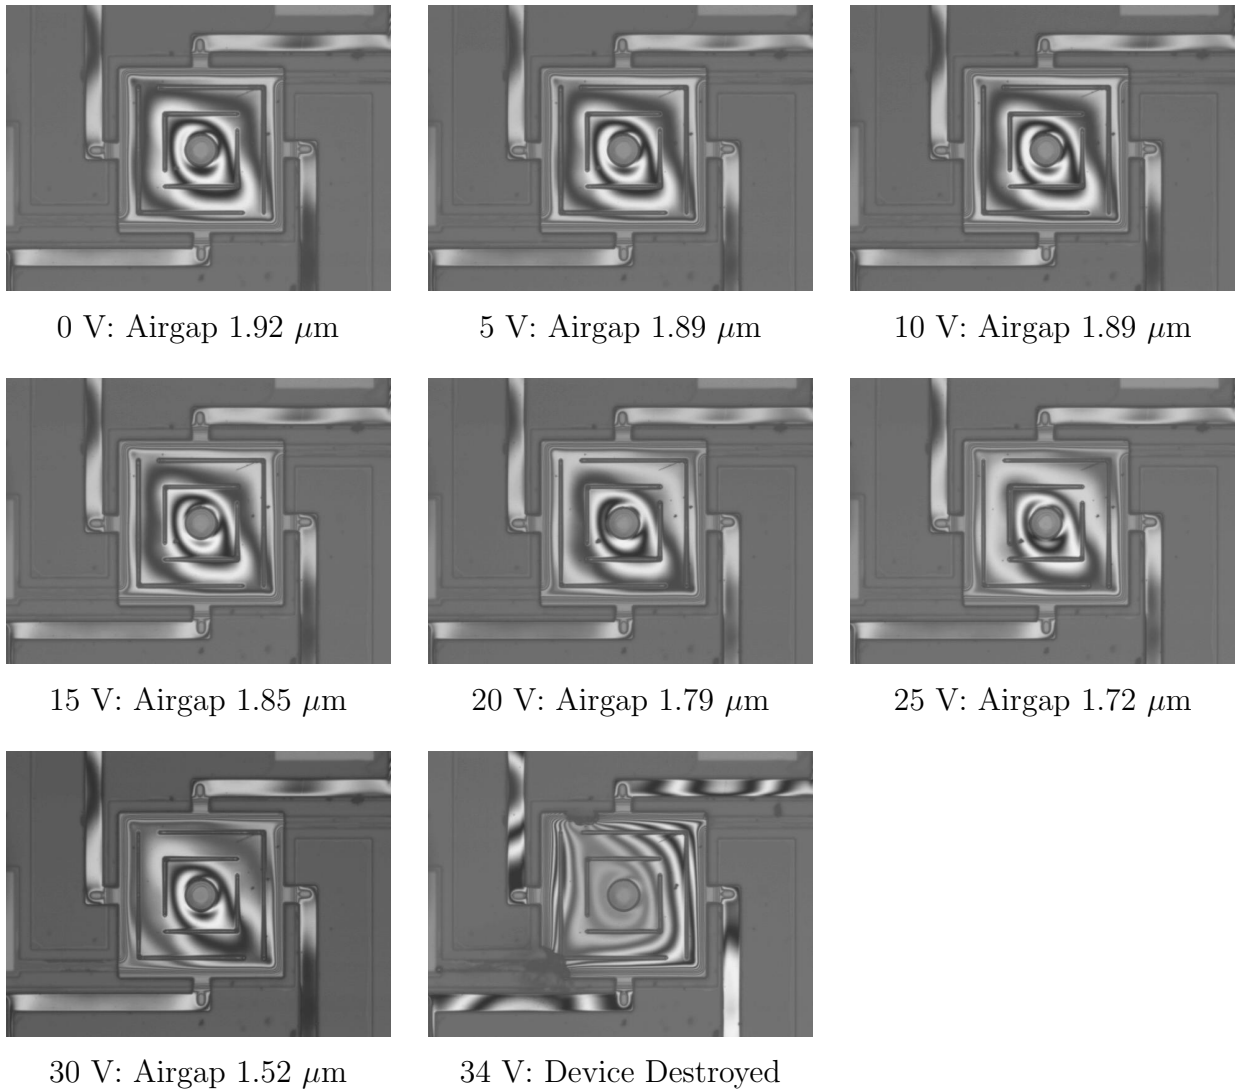 0 V: Airgap 1.92 μm
5 V: Airgap 1.89 μm
10 V: Airgap 1.89 μm
15 V: Airgap 1.85 μm
20 V: Airgap 1.79 μm
25 V: Airgap 1.72 μm
30 V: Airgap 1.52 μm
34 V: Device Destroyed